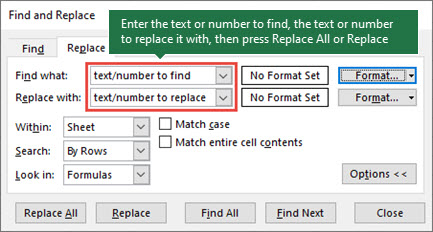 Find and Replace
Enter the text or number to find, the text or number
to replace it with, then press Replace All or Replace
Find Replace
Find what: text/number to find No Format Set Format...
Replace with: text/number to replace No Format Set Format...
Within: Sheet Match case
Match entire cell contents
Search: By Rows
Look in: Formulas Options <<
Replace All Replace Find All Find Next Close